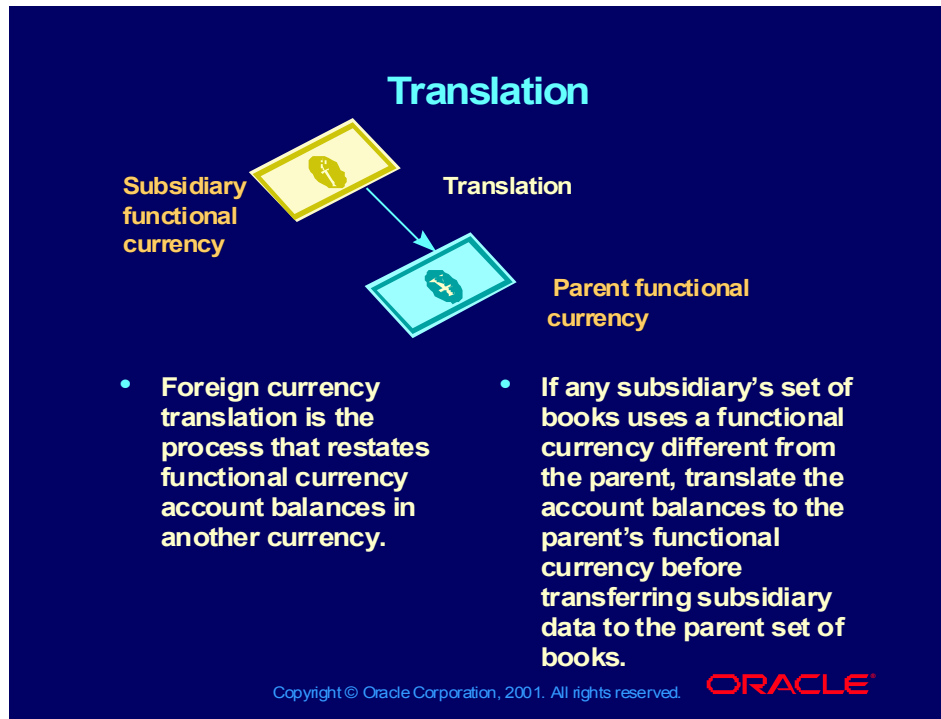 Translation
Subsidiary
functional
currency
Translation
Parent functional
currency
• Foreign currency
translation is the
process that restates
functional currency
account balances in
another currency.
• If any subsidiary’s set of
books uses a functional
currency different from
the parent, translate the
account balances to the
parent’s functional
currency before
transferring subsidiary
data to the parent set of
books.
Copyright © Oracle Corporation, 2001. All rights reserved.
ORACLE®